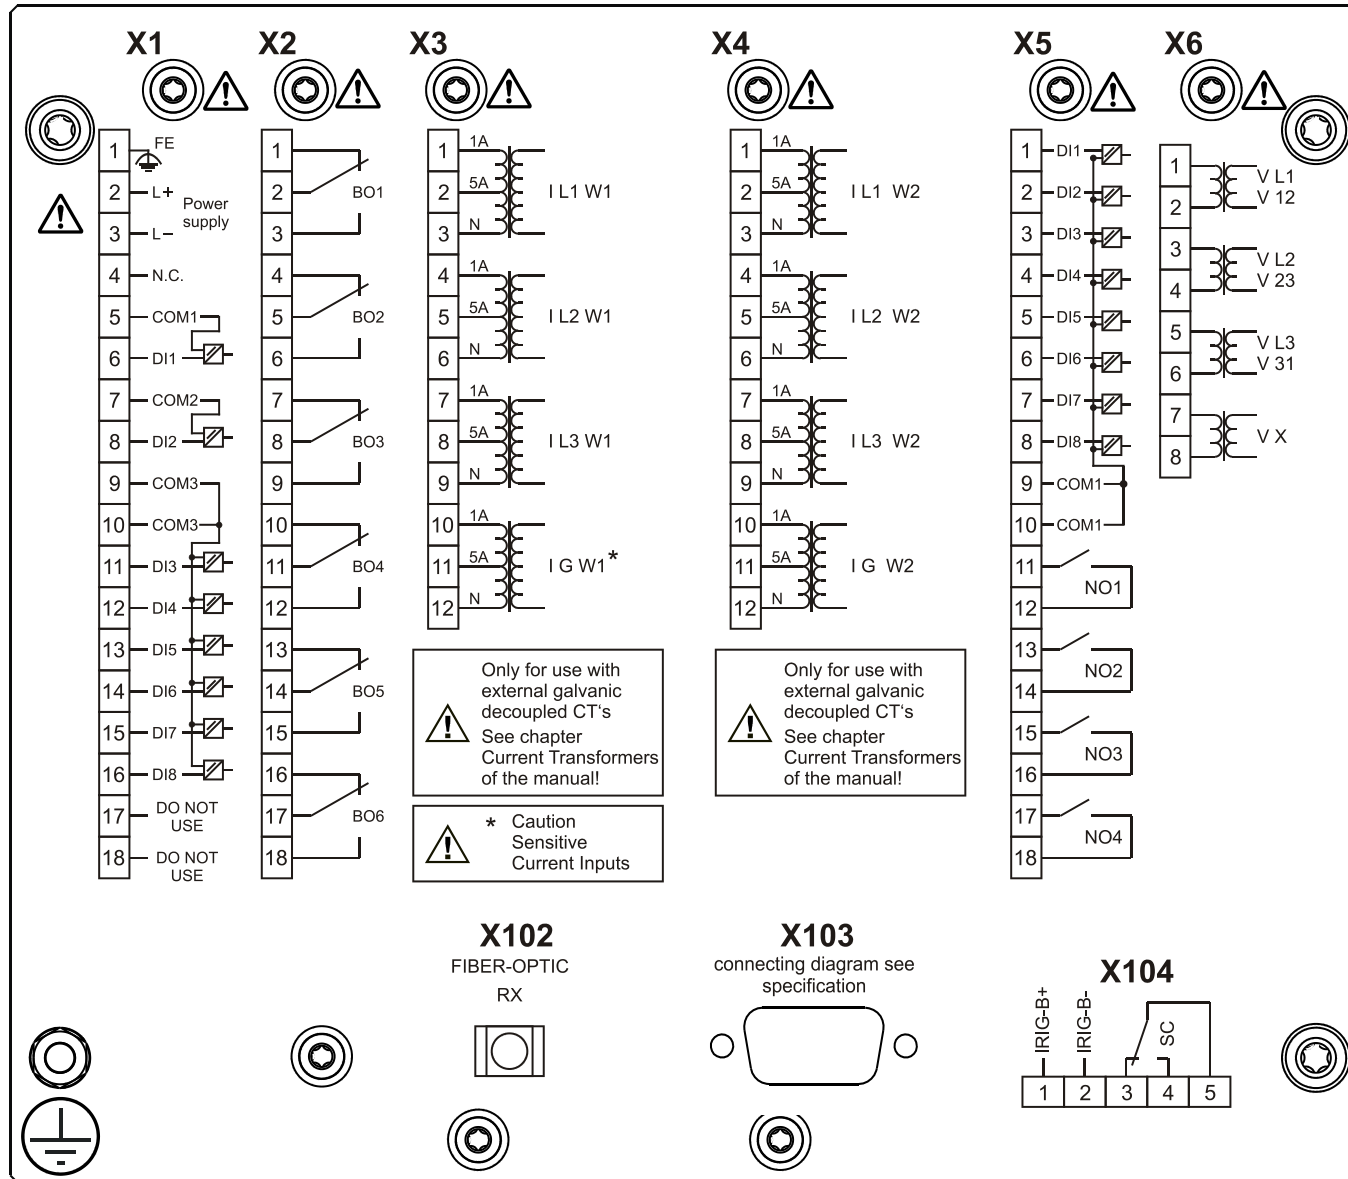 X1
X2
X3
X4
X5
X6
1 FE
2 L+
Power
supply
3 L−
4 N.C.
5 COM1
6 DI1
7 COM2
8 DI2
9 COM3
10 COM3
11 DI3
12 DI4
13 DI5
14 DI6
15 DI7
16 DI8
17 DO NOT
USE
18 DO NOT
USE
1
2 BO1
3
4
5 BO2
6
7
8 BO3
9
10
11 BO4
12
13
14 BO5
15
16
17 BO6
18
1 1A
2 5A I L1 W1
3 N
4 1A
5 5A I L2 W1
6 N
7 1A
8 5A I L3 W1
9 N
10 1A
11 5A I G W1*
12 N
Only for use with
external galvanic
decoupled CT‘s
See chapter
Current Transformers
of the manual!
* Caution
Sensitive
Current Inputs
1 1A
2 5A I L1 W2
3 N
4 1A
5 5A I L2 W2
6 N
7 1A
8 5A I L3 W2
9 N
10 1A
11 5A I G W2
12 N
Only for use with
external galvanic
decoupled CT‘s
See chapter
Current Transformers
of the manual!
1 DI1
2 DI2
3 DI3
4 DI4
5 DI5
6 DI6
7 DI7
8 DI8
9 COM1
10 COM1
11
NO1
12
13
NO2
14
15
NO3
16
17
NO4
18
1 V L1
2 V 12
3 V L2
4 V 23
5 V L3
6 V 31
7
V X
8
X102
FIBER-OPTIC
RX
X103
connecting diagram see
specification
X104
IRIG-B+
IRIG-B-
SC
1 2 3 4 5